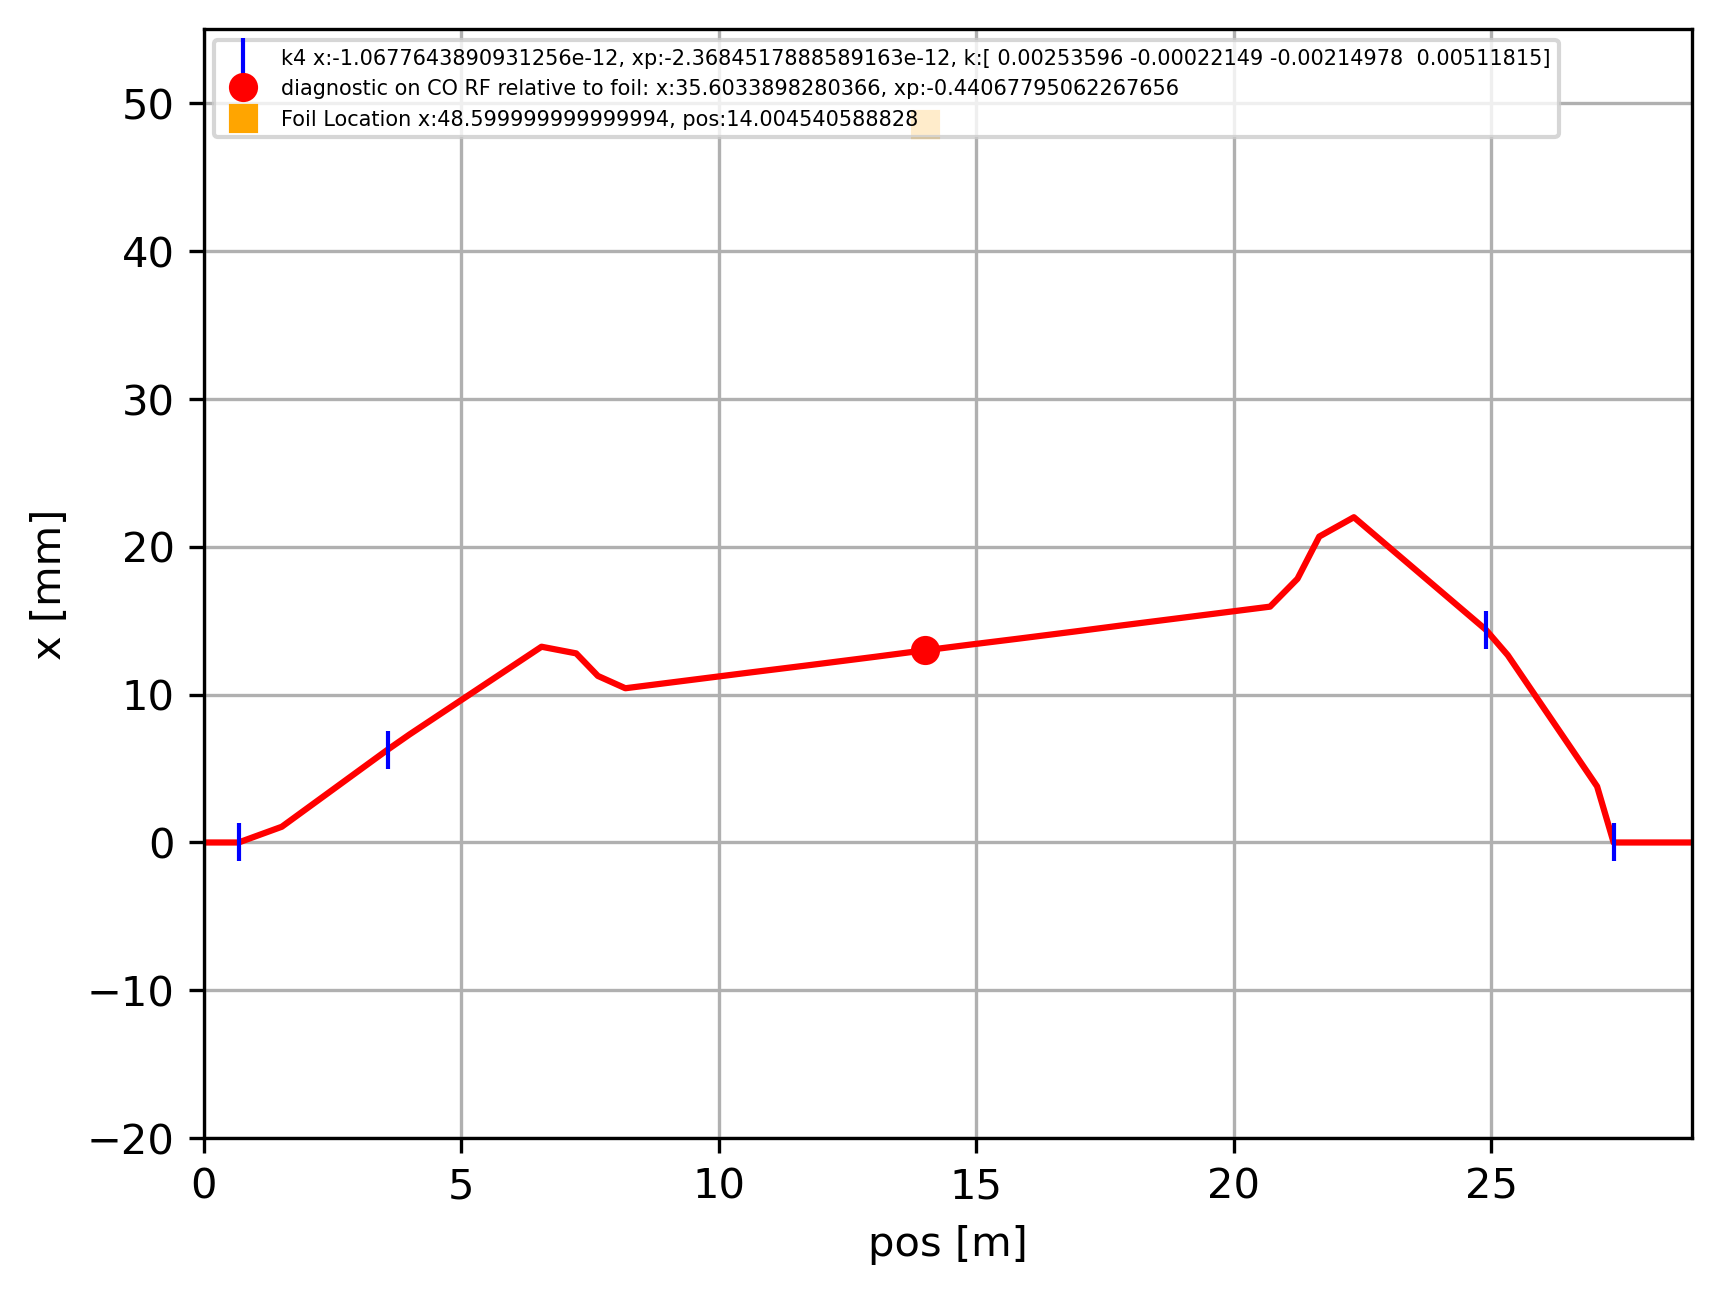 k4 x:-1.0677643890931256e-12, xp:-2.3684517888589163e-12, k:[ 0.00253596 -0.00022149 -0.00214978  0.00511815]
diagnostic on CO RF relative to foil: x:35.6033898280366, xp:-0.44067795062267656
Foil Location x:48.599999999999994, pos:14.004540588828
50
40
30
20
10
0
−10
−20
x [mm]
0 5 10 15 20 25
pos [m]